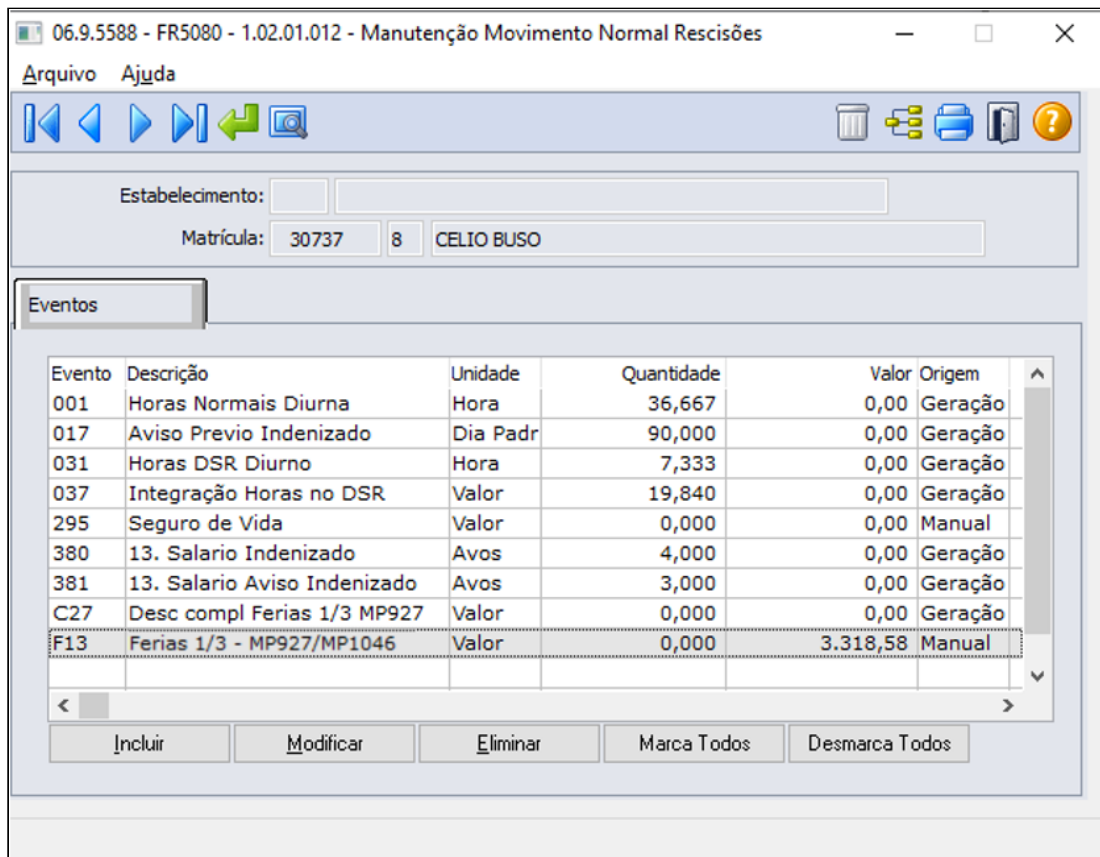 06.9.5588 - FR5080 - 1.02.01.012 - Manutenção Movimento Normal Rescisões
Arquivo Ajuda
Estabelecimento:
Matrícula: 30737 8 CELIO BUSO
Eventos
Evento Descrição Unidade Quantidade Valor Origem
001 Horas Normais Diurna Hora 36,667 0,00 Geração
017 Aviso Previo Indenizado Dia Padr 90,000 0,00 Geração
031 Horas DSR Diurno Hora 7,333 0,00 Geração
037 Integração Horas no DSR Valor 19,840 0,00 Geração
295 Seguro de Vida Valor 0,000 0,00 Manual
380 13. Salario Indenizado Avos 4,000 0,00 Geração
381 13. Salario Aviso Indenizado Avos 3,000 0,00 Geração
C27 Desc compl Ferias 1/3 MP927 Valor 0,000 0,00 Geração
F13 Ferias 1/3 - MP927/MP1046 Valor 0,000 3.318,58 Manual
Incluir Modificar Eliminar Marca Todos Desmarca Todos